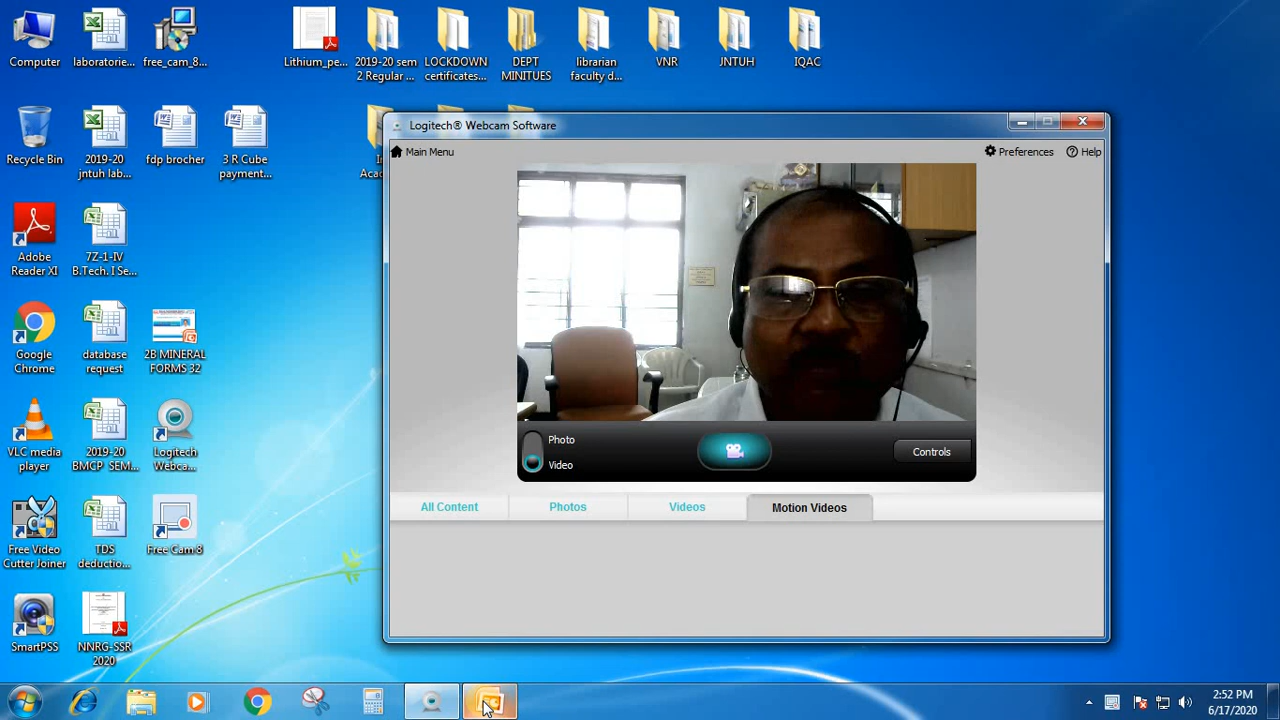 Computer
laboratorie...
free_cam_8...
Lithium_pe...
2019-20 sem
2 Regular ...
LOCKDOWN
certificates...
DEPT
MINITUES
librarian
faculty d...
VNR
JNTUH
IQAC
Recycle Bin
2019-20
jntuh lab...
fdp brocher
3 R Cube
payment...
Adobe
Reader XI
7Z-1-IV
B.Tech. I Se...
Google
Chrome
database
request
2B MINERAL
FORMS 32
VLC media
player
2019-20
BMCP_SEM...
Logitech
Webca...
Free Video
Cutter Joiner
TDS
deductio...
Free Cam 8
SmartPSS
NNRG-SSR
2020
Logitech® Webcam Software
Main Menu
Preferences
Help
Photo
Video
Controls
All Content
Photos
Videos
Motion Videos
2:52 PM
6/17/2020